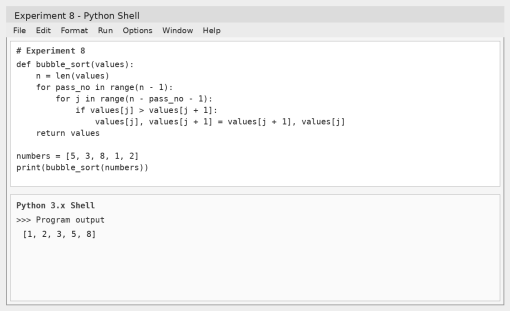 Experiment 8 - Python Shell
File Edit Format Run Options Window Help
# Experiment 8
def bubble_sort(values):
    n = len(values)
    for pass_no in range(n - 1):
        for j in range(n - pass_no - 1):
            if values[j] > values[j + 1]:
                values[j], values[j + 1] = values[j + 1], values[j]
    return values

numbers = [5, 3, 8, 1, 2]
print(bubble_sort(numbers))
Python 3.x Shell
>>> Program output
[1, 2, 3, 5, 8]